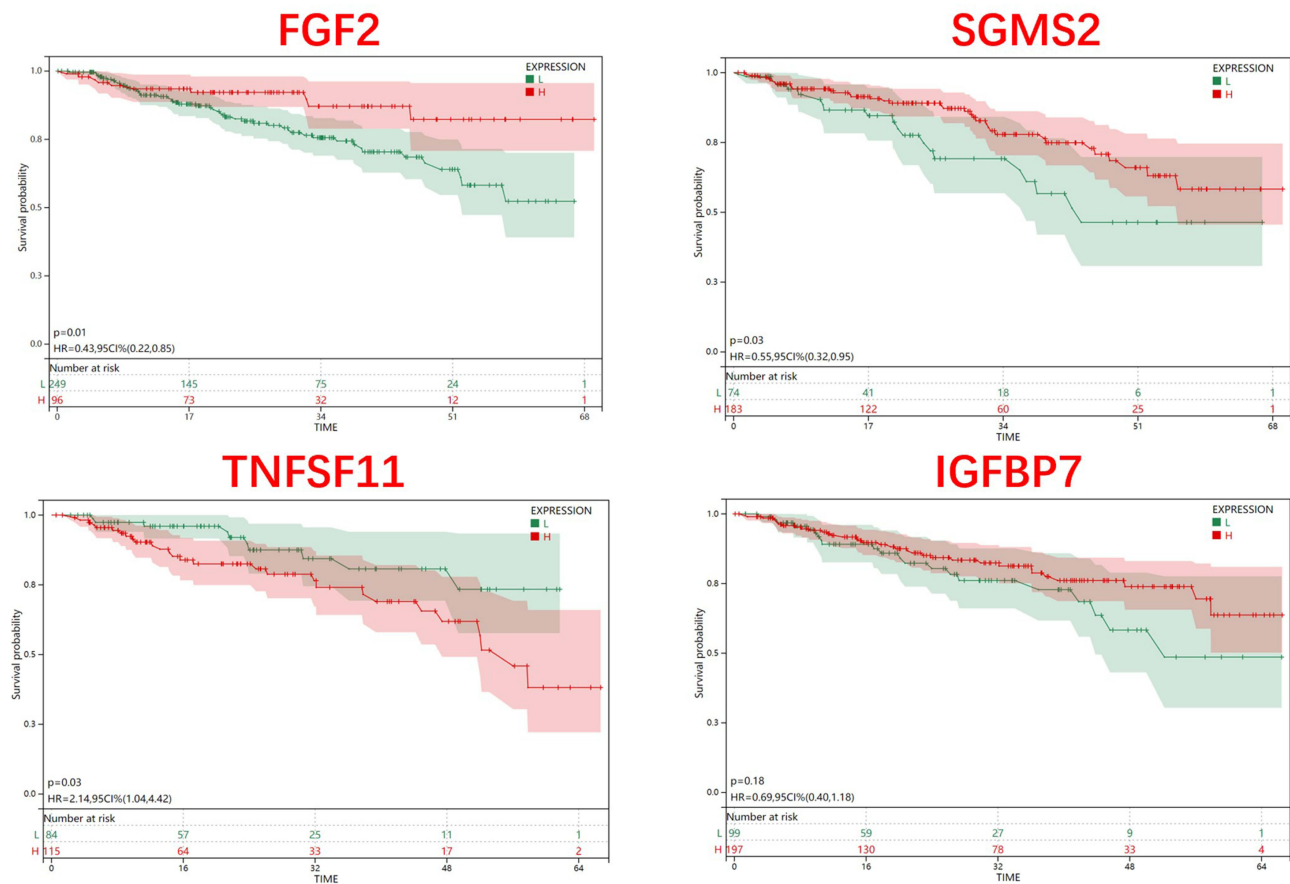 FGF2
EXPRESSION
L
H
1.0
0.8
0.5
0.3
0.0
Survival probability
p=0.01
HR=0.43,95CI%(0.22,0.85)
Number at risk
L 249 145 75 24 1
H 96 73 32 12 1
0 17 34 51 68
TIME
SGMS2
EXPRESSION
L
H
1.0
0.8
0.5
0.3
0.0
Survival probability
p=0.03
HR=0.55,95CI%(0.32,0.95)
Number at risk
L 74 41 18 6 1
H 183 122 60 25 1
0 17 34 51 68
TIME
TNFSF11
EXPRESSION
L
H
1.0
0.8
0.5
0.3
0.0
Survival probability
p=0.03
HR=2.14,95CI%(1.04,4.42)
Number at risk
L 84 57 25 11 1
H 115 64 33 17 2
0 16 32 48 64
TIME
IGFBP7
EXPRESSION
L
H
1.0
0.8
0.5
0.3
0.0
Survival probability
p=0.18
HR=0.69,95CI%(0.40,1.18)
Number at risk
L 99 59 27 9 1
H 197 130 78 33 4
0 16 32 48 64
TIME